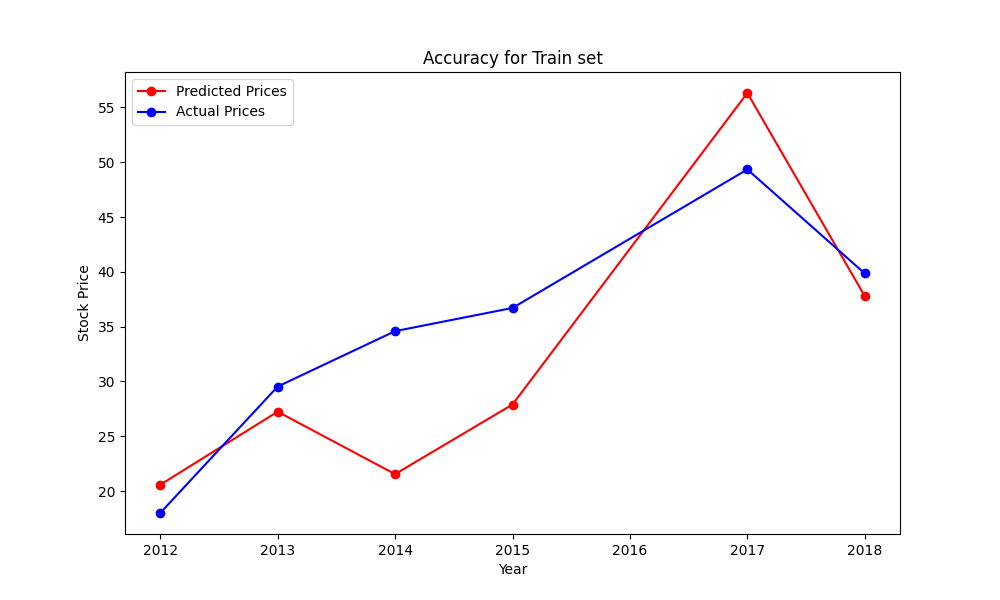 Accuracy for Train set
Predicted Prices
Actual Prices
55
50
45
40
35
30
25
20
Stock Price
2012 2013 2014 2015 2016 2017 2018
Year